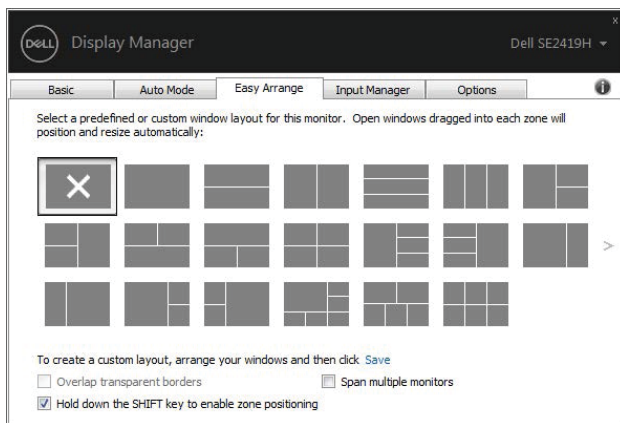 DELL Display Manager Dell SE2419H
Basic Auto Mode Easy Arrange Input Manager Options
Select a predefined or custom window layout for this monitor. Open windows dragged into each zone will
position and resize automatically:
To create a custom layout, arrange your windows and then click Save
Overlap transparent borders Span multiple monitors
Hold down the SHIFT key to enable zone positioning